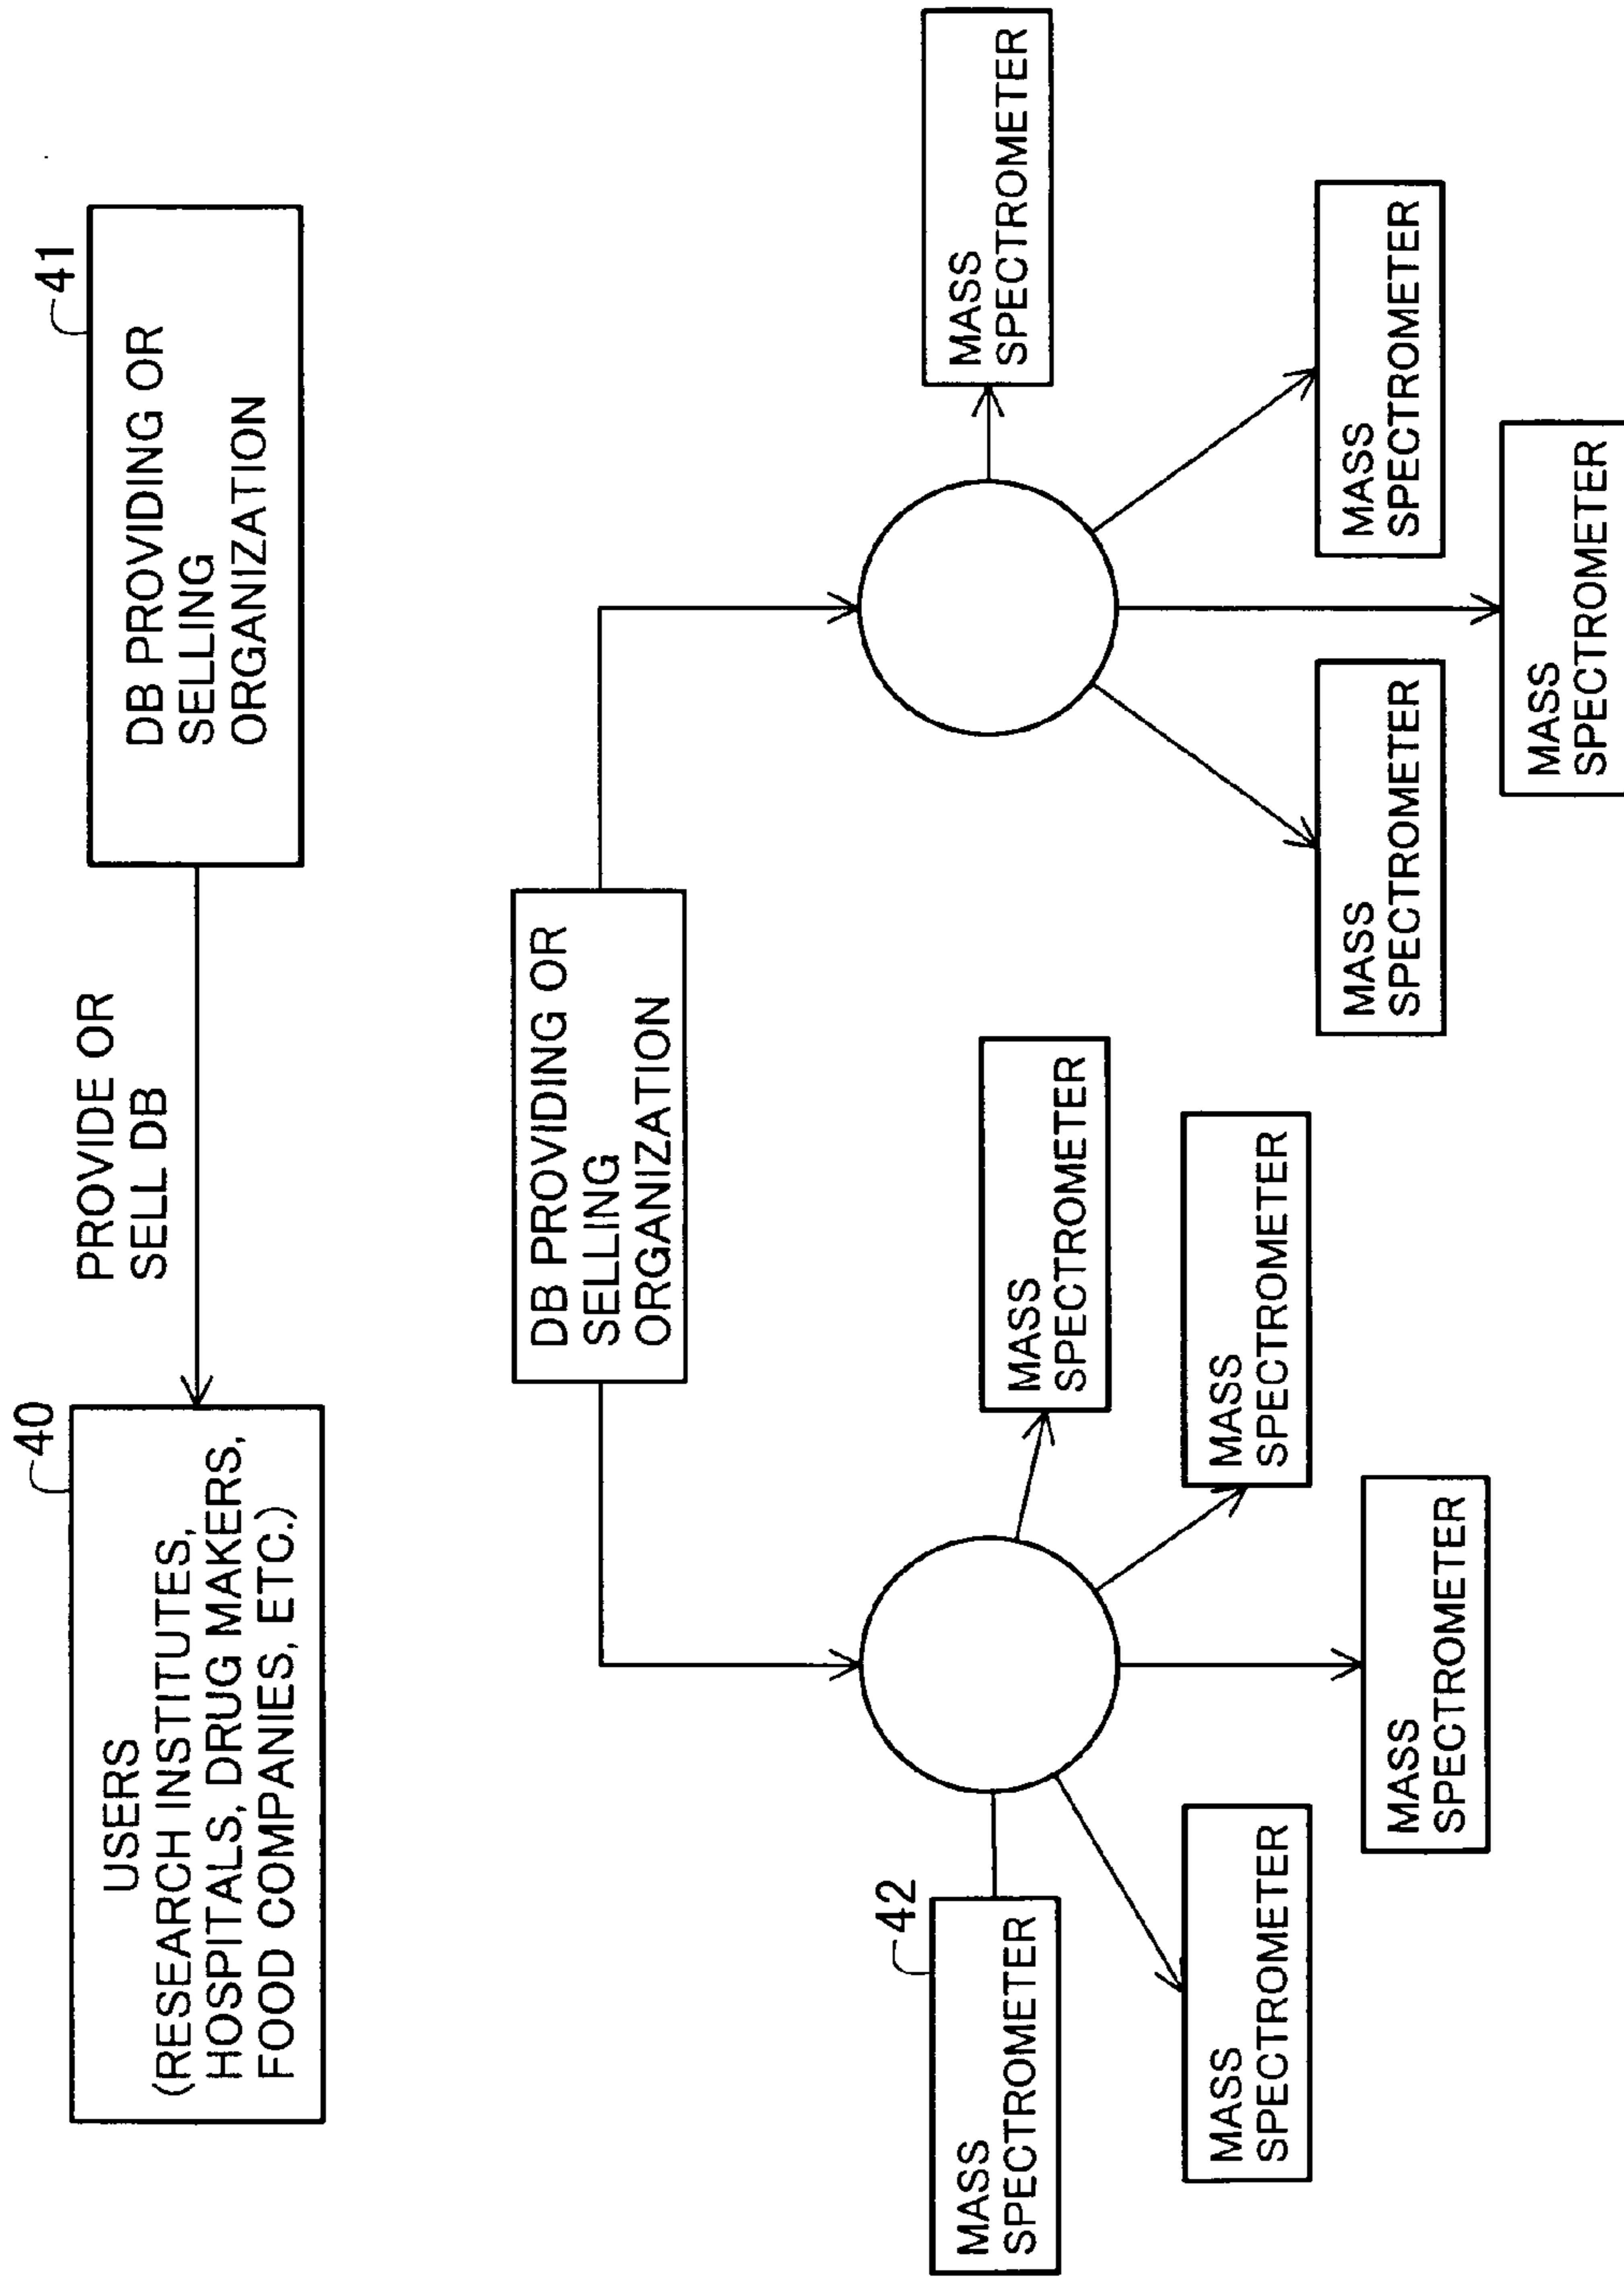 40
USERS
(RESEARCH INSTITUTES,
HOSPITALS, DRUG MAKERS,
FOOD COMPANIES, ETC.)
PROVIDE OR
SELL DB
41
DB PROVIDING OR
SELLING
ORGANIZATION
DB PROVIDING OR
SELLING
ORGANIZATION
42
MASS
SPECTROMETER
MASS
SPECTROMETER
MASS
SPECTROMETER
MASS
SPECTROMETER
MASS
SPECTROMETER
MASS
SPECTROMETER
MASS
SPECTROMETER
MASS
SPECTROMETER
MASS
SPECTROMETER